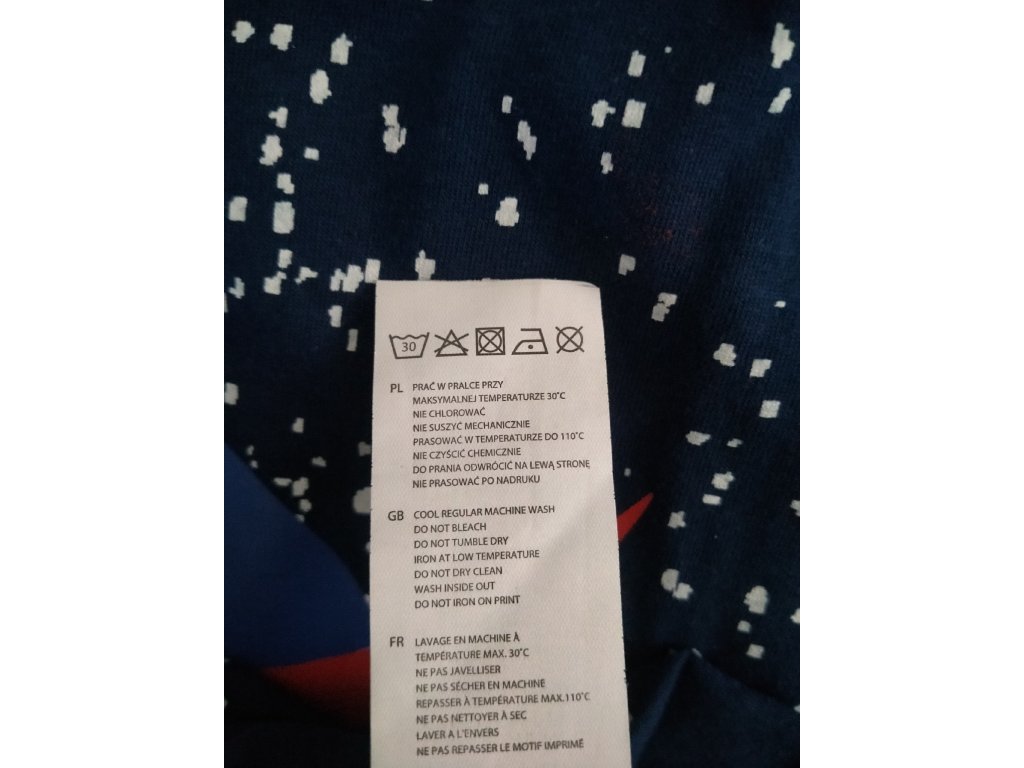 30
PL PRAĆ W PRALCE PRZY
MAKSYMALNEJ TEMPERATURZE 30°C
NIE CHLOROWAĆ
NIE SUSZYĆ MECHANICZNIE
PRASOWAĆ W TEMPERATURZE DO 110°C
NIE CZYŚCIĆ CHEMICZNIE
DO PRANIA ODWRÓCIĆ NA LEWĄ STRONĘ
NIE PRASOWAĆ PO NADRUKU
GB COOL REGULAR MACHINE WASH
DO NOT BLEACH
DO NOT TUMBLE DRY
IRON AT LOW TEMPERATURE
DO NOT DRY CLEAN
WASH INSIDE OUT
DO NOT IRON ON PRINT
FR LAVAGE EN MACHINE À
TEMPÉRATURE MAX. 30°C
NE PAS JAVELLISER
NE PAS SÉCHER EN MACHINE
REPASSER À TEMPÉRATURE MAX.110°C
NE PAS NETTOYER À SEC
LAVER A L'ENVERS
NE PAS REPASSER LE MOTIF IMPRIMÉ